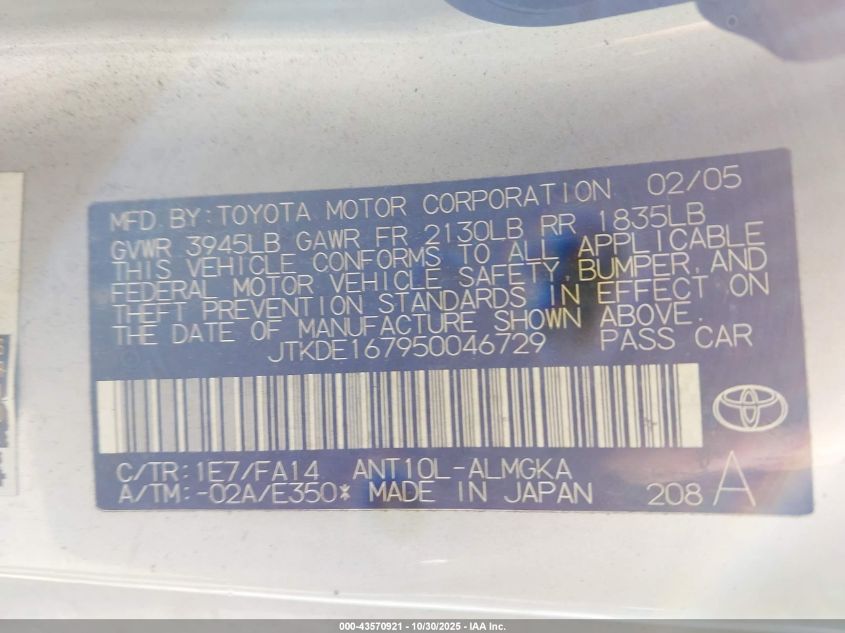 MFD. BY: TOYOTA MOTOR CORPORATION 02/05
GVWR 3945LB GAWR FR 2130LB RR 1835LB
THIS VEHICLE CONFORMS TO ALL APPLICABLE
FEDERAL MOTOR VEHICLE SAFETY, BUMPER, AND
THEFT PREVENTION STANDARDS IN EFFECT ON
THE DATE OF MANUFACTURE SHOWN ABOVE.
JTKDE167950046729 PASS CAR
C/TR: 1E7/FA14 ANT10L-ALMGKA
A/TM: -02A/E350* MADE IN JAPAN 208 A
000-43570921 - 10/30/2025 - IAA Inc.